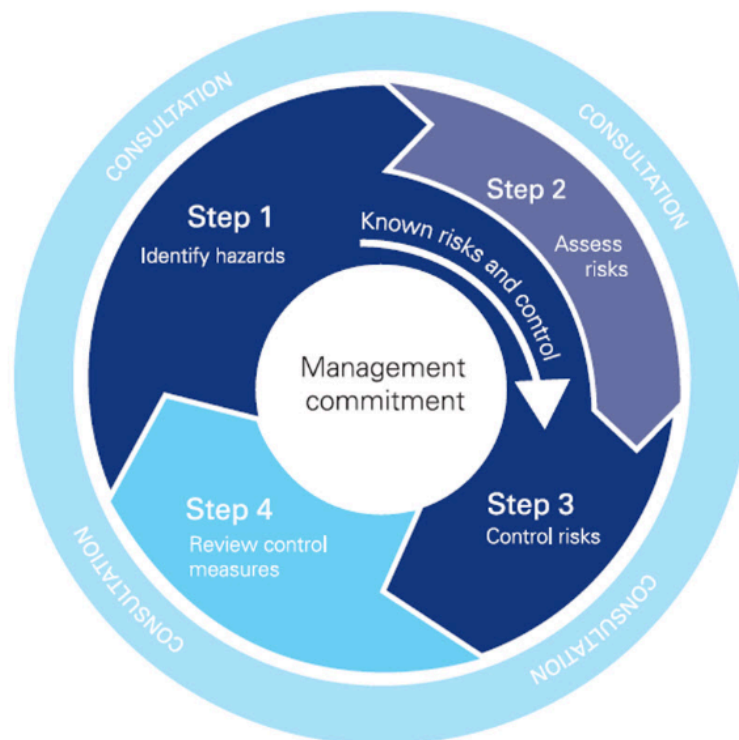 CONSULTATION
CONSULTATION
Step 1
Identify hazards
Step 2
Assess
risks
Known risks and control
Management
commitment
Step 3
Control risks
Step 4
Review control
measures
CONSULTATION
CONSULTATION